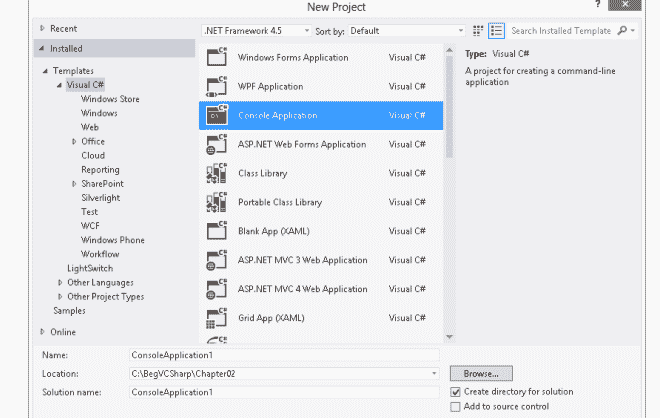 New Project
? ×
Recent
.NET Framework 4.5 Sort by: Default Search Installed Template
Installed
Templates
Visual C#
Windows Store
Windows
Web
Office
Cloud
Reporting
SharePoint
Silverlight
Test
WCF
Windows Phone
Workflow
LightSwitch
Other Languages
Other Project Types
Samples
Online
Windows Forms Application Visual C#
WPF Application Visual C#
Console Application Visual C#
ASP.NET Web Forms Application Visual C#
Class Library Visual C#
Portable Class Library Visual C#
Blank App (XAML) Visual C#
ASP.NET MVC 3 Web Application Visual C#
ASP.NET MVC 4 Web Application Visual C#
Grid App (XAML) Visual C#
Type: Visual C#
A project for creating a command-line
application
Name: ConsoleApplication1
Location: C:\BegVCSharp\Chapter02 Browse...
Solution name: ConsoleApplication1
Create directory for solution
Add to source control